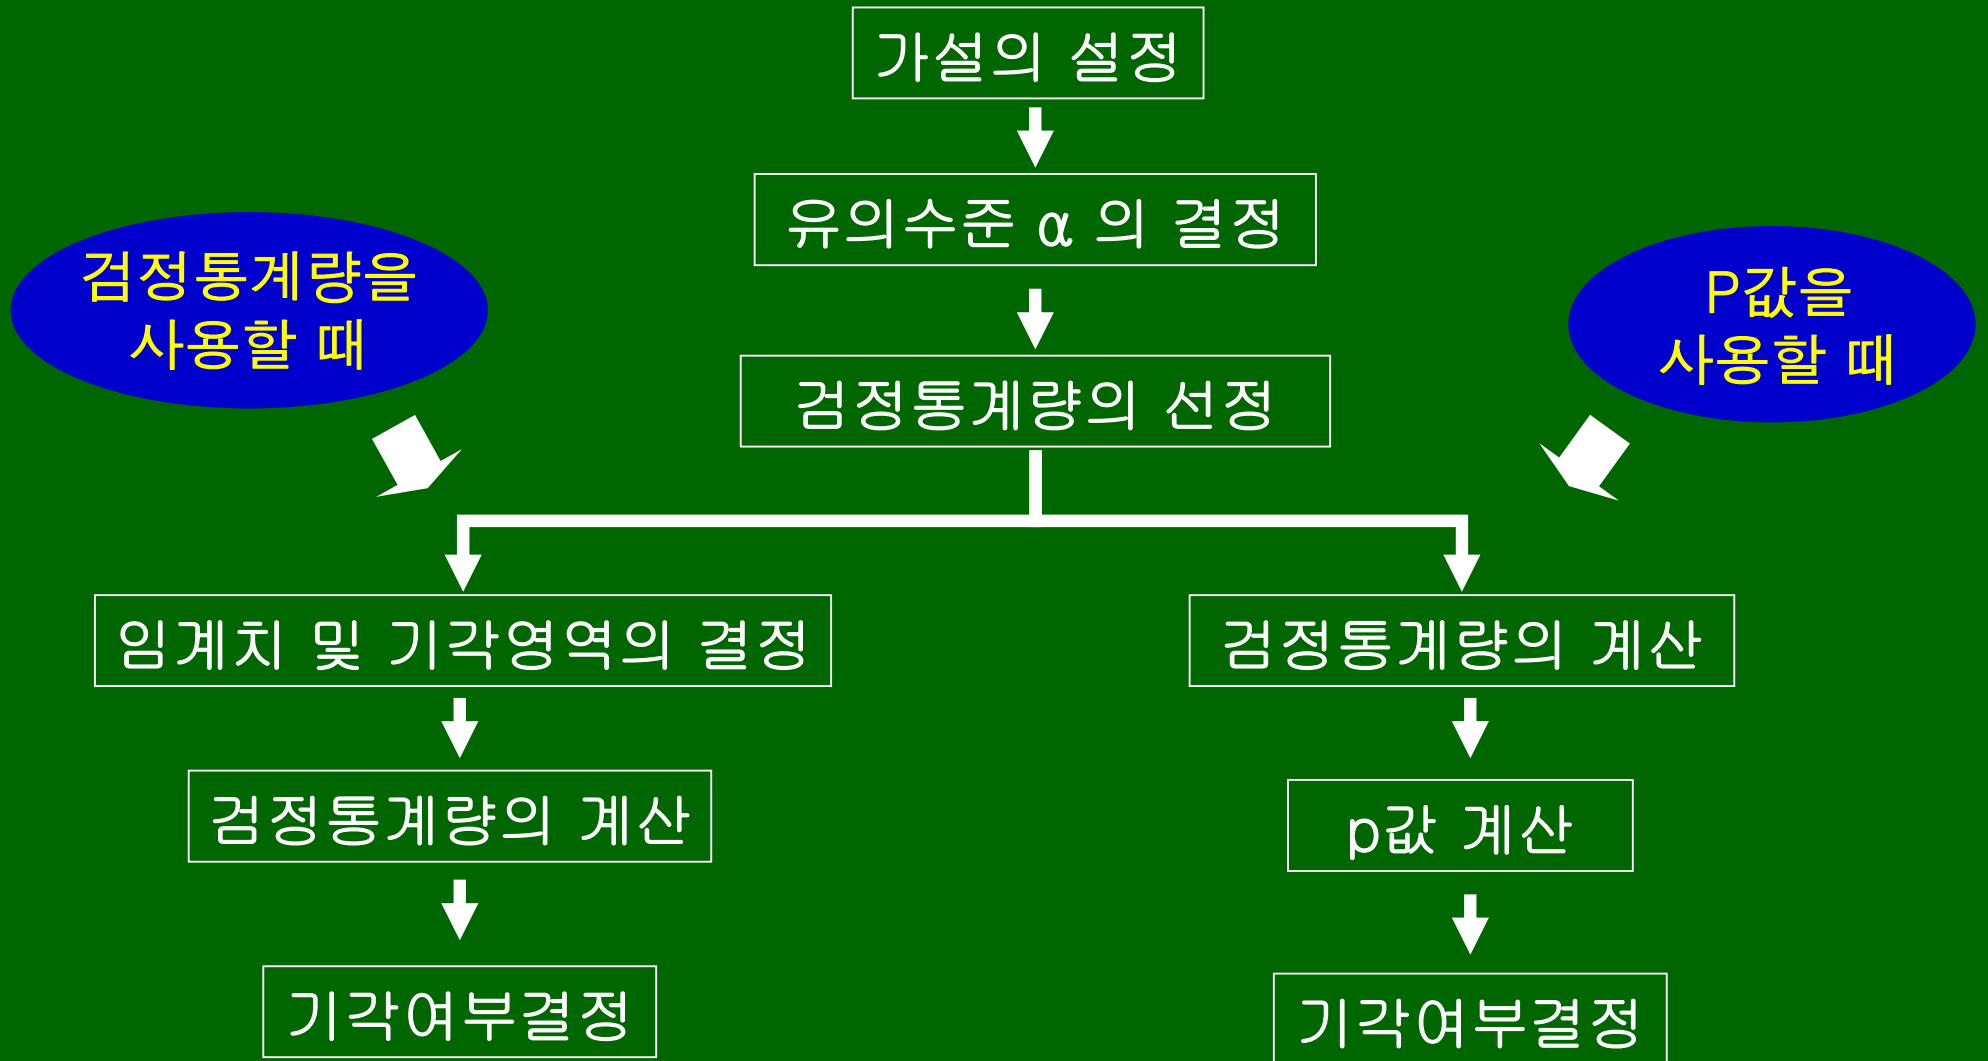 가설의 설정
유의수준 α 의 결정
검정통계량을
사용할 때
P값을
사용할 때
검정통계량의 선정
임계치 및 기각영역의 결정
검정통계량의 계산
검정통계량의 계산
p값 계산
기각여부결정
기각여부결정